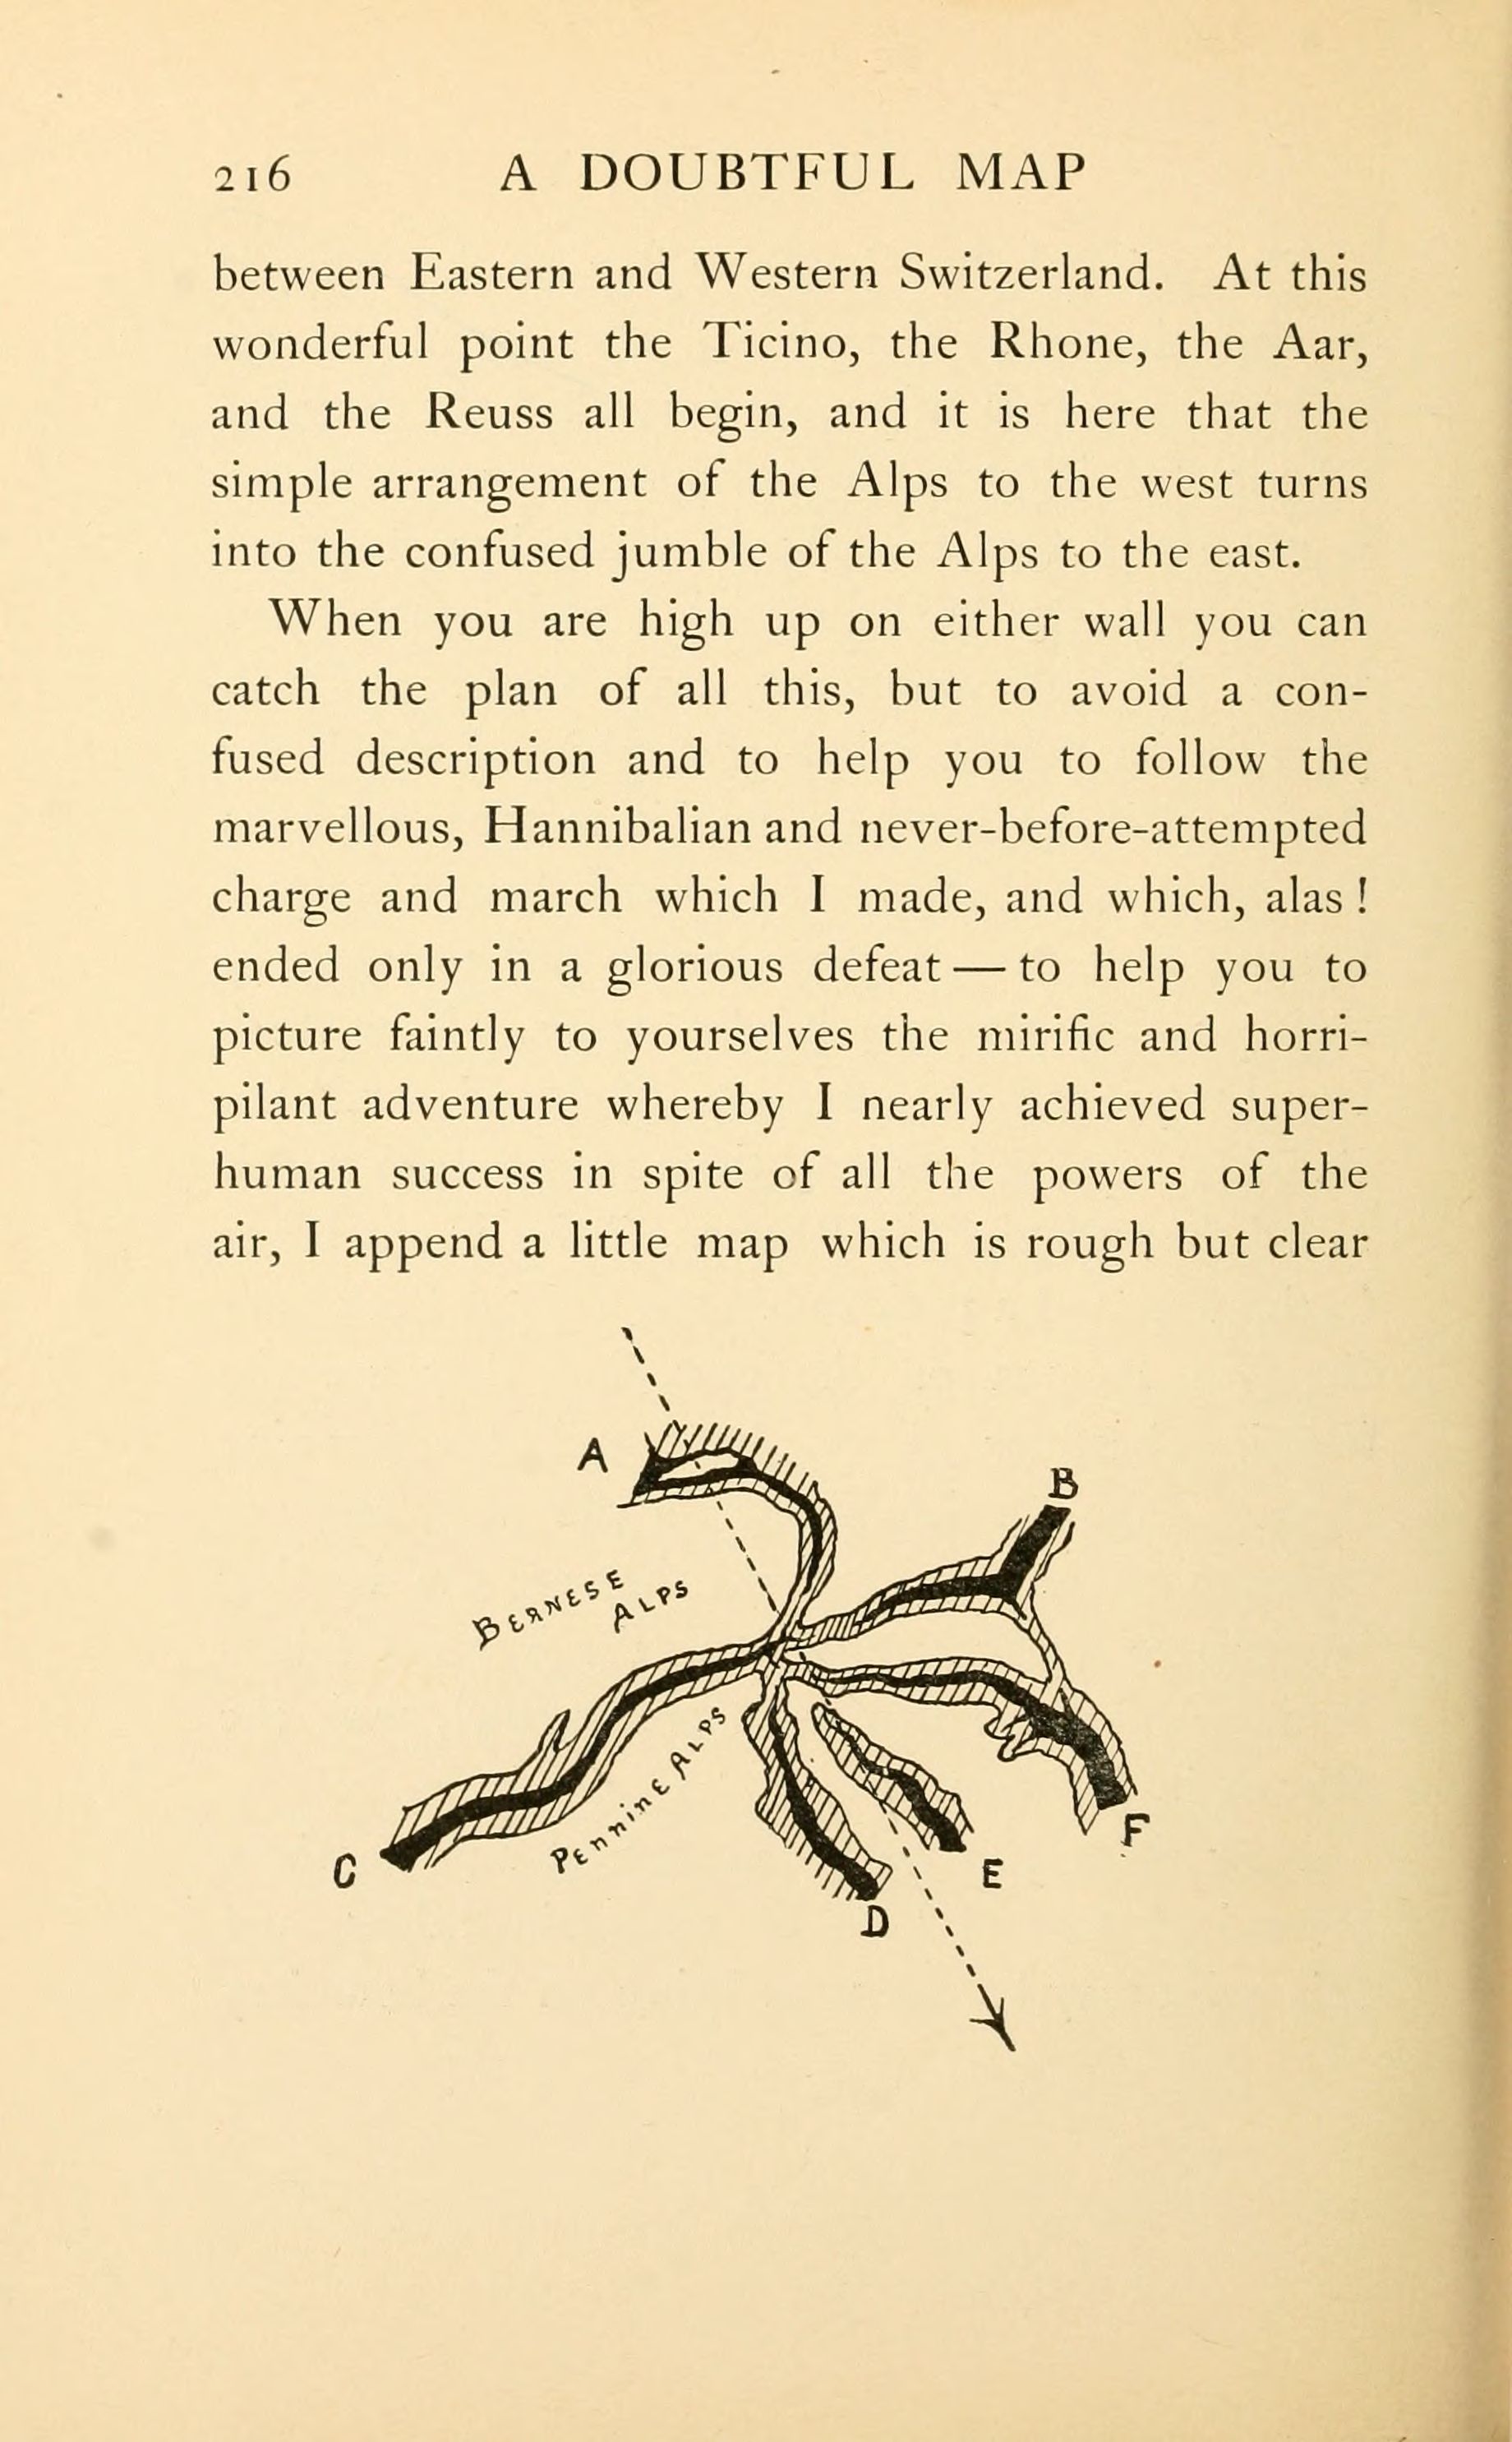 216 A DOUBTFUL MAP
between Eastern and Western Switzerland. At this
wonderful point the Ticino, the Rhone, the Aar,
and the Reuss all begin, and it is here that the
simple arrangement of the Alps to the west turns
into the confused jumble of the Alps to the east.
When you are high up on either wall you can
catch the plan of all this, but to avoid a con-
fused description and to help you to follow the
marvellous, Hannibalian and never-before-attempted
charge and march which I made, and which, alas!
ended only in a glorious defeat — to help you to
picture faintly to yourselves the mirific and horri-
pilant adventure whereby I nearly achieved super-
human success in spite of all the powers of the
air, I append a little map which is rough but clear
A
B
BERNESE
ALPS
PENNINE ALPS
C
D
E
F